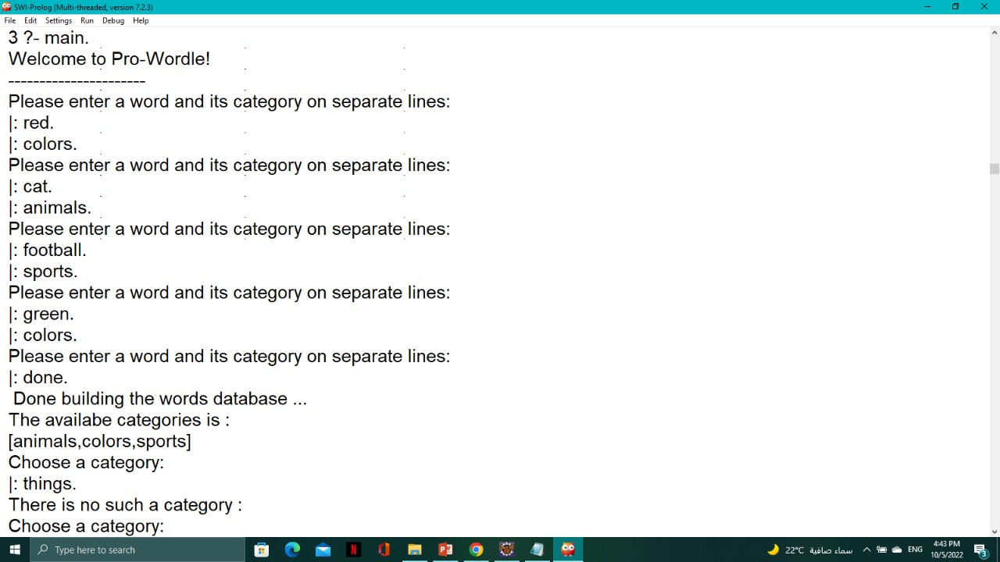 SWI-Prolog (Multi-threaded, version 7.2.3)
File Edit Settings Run Debug Help
3 ?- main.
Welcome to Pro-Wordle!
----------------------
Please enter a word and its category on separate lines:
|: red.
|: colors.
Please enter a word and its category on separate lines:
|: cat.
|: animals.
Please enter a word and its category on separate lines:
|: football.
|: sports.
Please enter a word and its category on separate lines:
|: green.
|: colors.
Please enter a word and its category on separate lines:
|: done.
Done building the words database ...
The availabe categories is :
[animals,colors,sports]
Choose a category:
|: things.
There is no such a category :
Choose a category:
Type here to search
22°C سماء صافية ENG 4:43 PM
10/5/2022 3